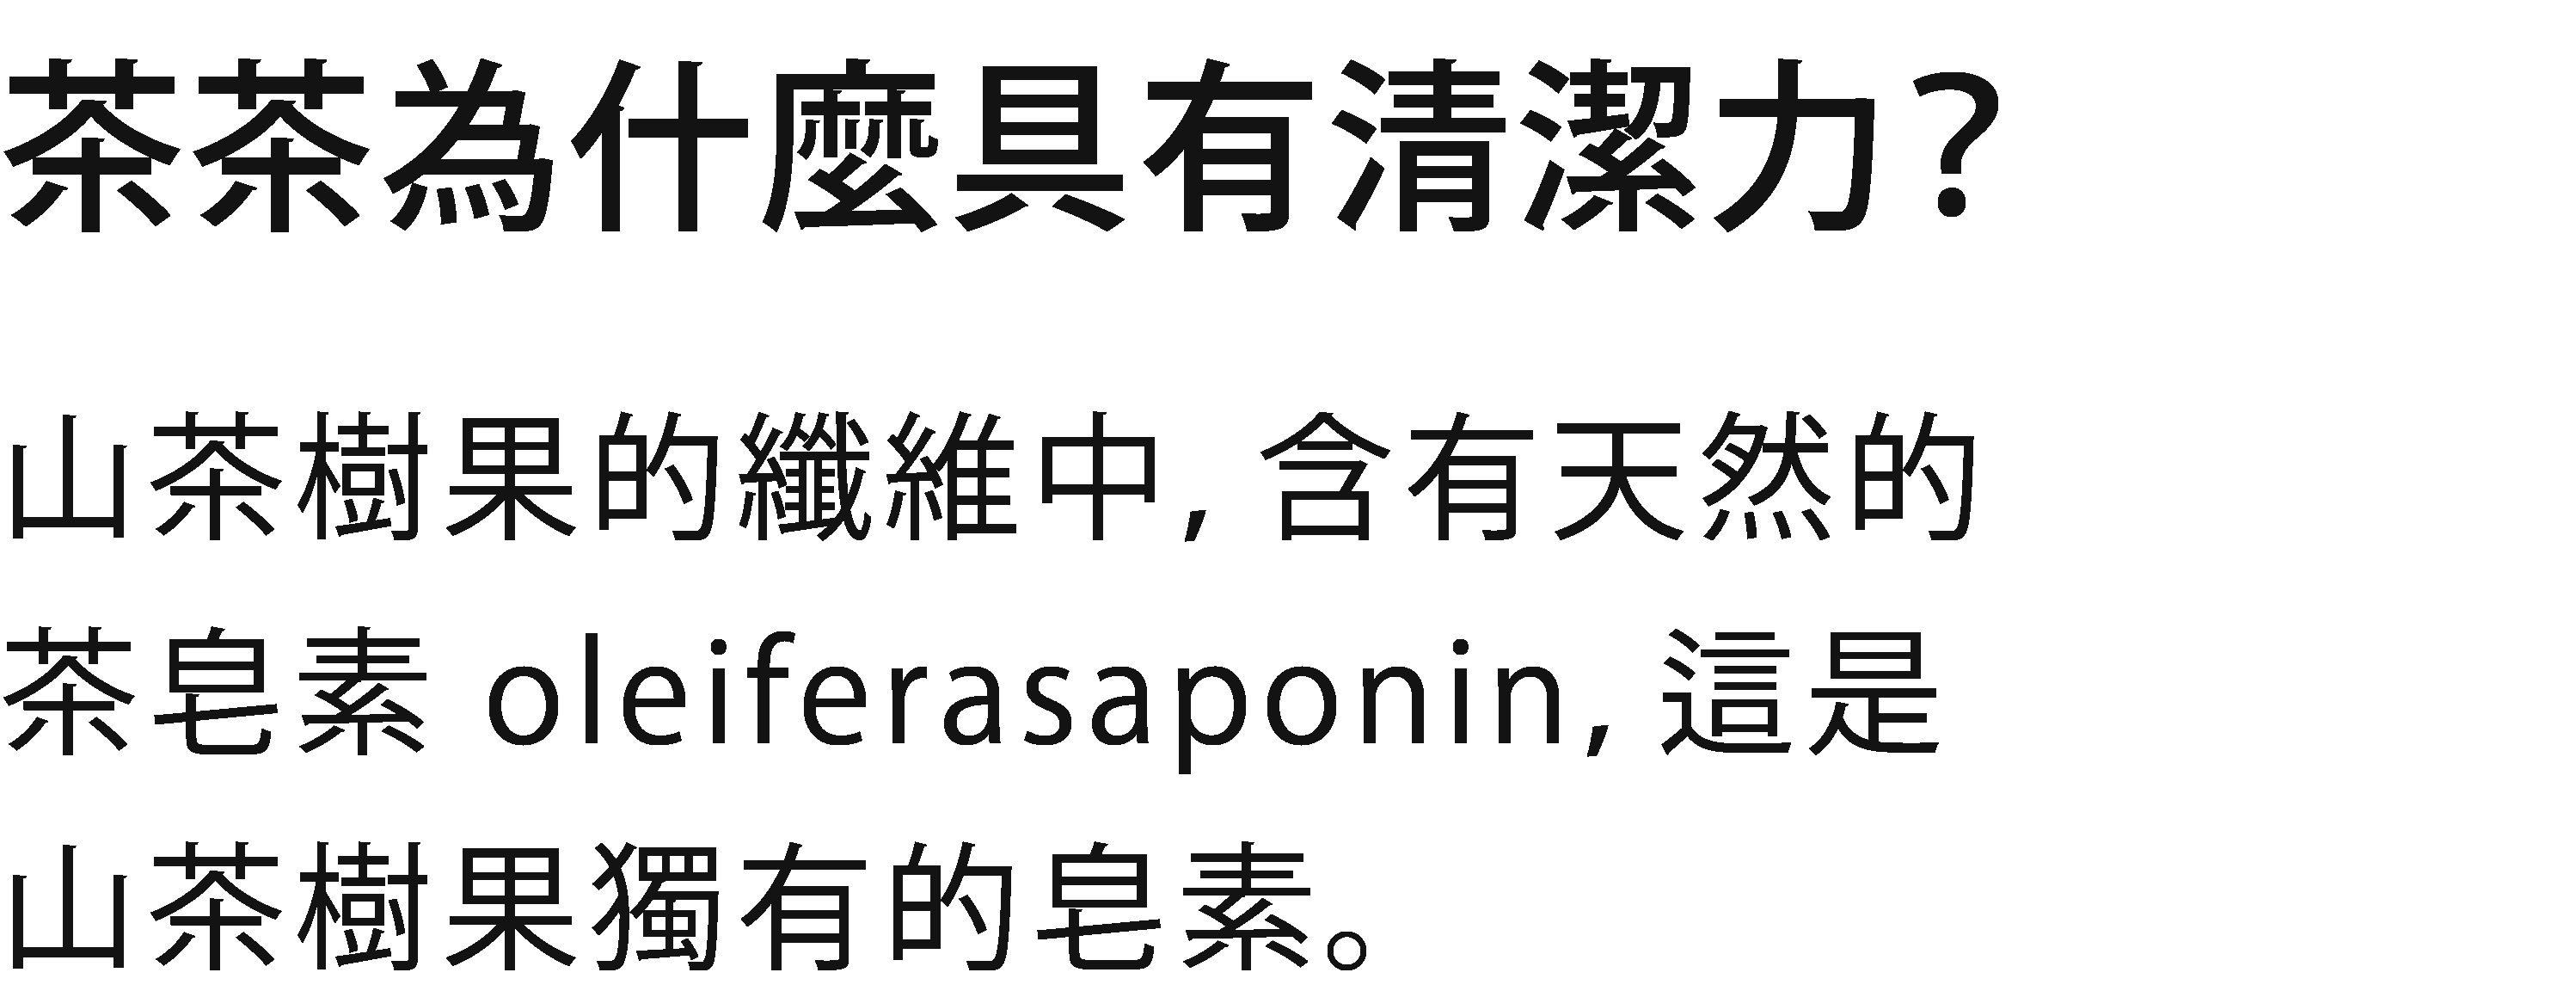 茶茶為什麼具有清潔力？
山茶樹果的纖維中，含有天然的
茶皂素 oleiferasaponin, 這是
山茶樹果獨有的皂素。